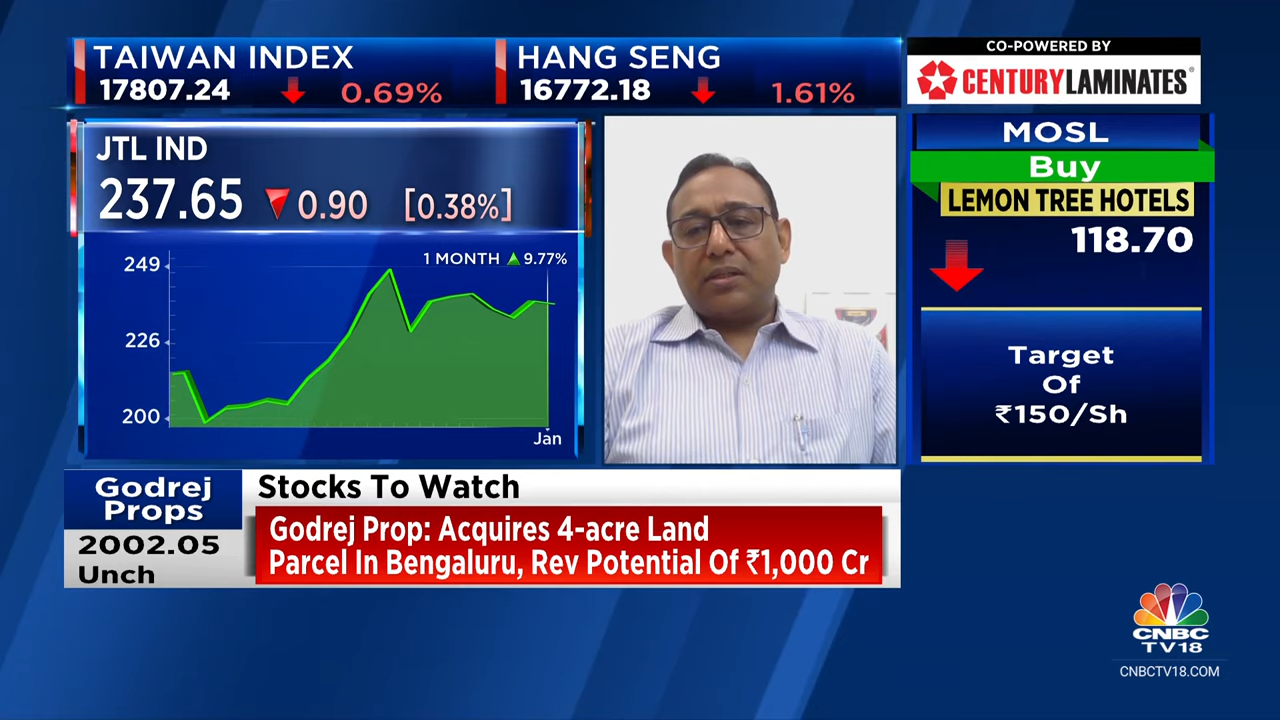 TAIWAN INDEX
17807.24 0.69%
HANG SENG
16772.18 1.61%
CO-POWERED BY
CENTURYLAMINATES®
JTL IND
237.65 0.90 [0.38%]
1 MONTH 9.77%
249
226
200
Jan
MOSL
Buy
LEMON TREE HOTELS
118.70
Target
Of
₹150/Sh
Godrej
Props
2002.05
Unch
Stocks To Watch
Godrej Prop: Acquires 4-acre Land
Parcel In Bengaluru, Rev Potential Of ₹1,000 Cr
CNBC
TV18
CNBCTV18.COM